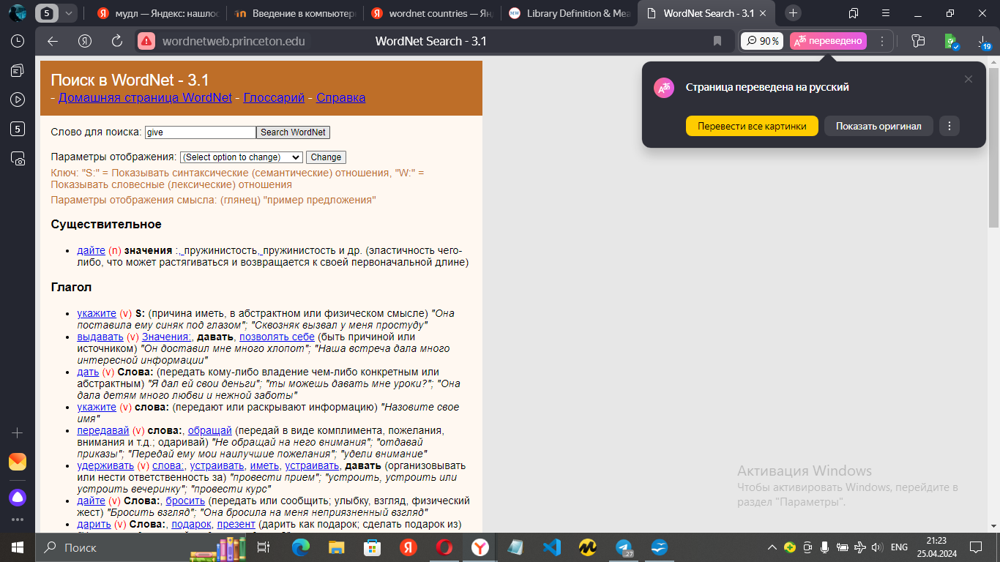 5
мудл — Яндекс: нашлос
Введение в компьютерн
wordnet countries — Ян
Library Definition & Mea
WordNet Search - 3.1
wordnetweb.princeton.edu
WordNet Search - 3.1
90 %
переведено
19
5
Страница переведена на русский
Перевести все картинки
Показать оригинал
Поиск в WordNet - 3.1
- Домашняя страница WordNet - Глоссарий - Справка
Слово для поиска: give Search WordNet
Параметры отображения: (Select option to change) Change
Ключ: "S:" = Показывать синтаксические (семантические) отношения, "W:" =
Показывать словесные (лексические) отношения
Параметры отображения смысла: (глянец) "пример предложения"
Существительное
• дайте (n) значения :, пружинистость, пружинистость и др. (эластичность чего-
либо, что может растягиваться и возвращается к своей первоначальной длине)
Глагол
• укажите (v) S: (причина иметь, в абстрактном или физическом смысле) "Она
поставила ему синяк под глазом"; "Сквозняк вызвал у меня простуду"
• выдавать (v) Значения:, давать, позволять себе (быть причиной или
источником) "Он доставил мне много хлопот"; "Наша встреча дала много
интересной информации"
• дать (v) Слова: (передать кому-либо владение чем-либо конкретным или
абстрактным) "Я дал ей свои деньги"; "ты можешь давать мне уроки?"; "Она
дала детям много любви и нежной заботы"
• укажите (v) слова: (передают или раскрывают информацию) "Назовите свое
имя"
• передавай (v) слова:, обращай (передай в виде комплимента, пожелания,
внимания и т.д.; одаривай) "Не обращай на него внимания"; "отдавай
приказы"; "Передай ему мои наилучшие пожелания"; "удели внимание"
• удерживать (v) слова:, устраивать, иметь, устраивать, давать (организовывать
или нести ответственность за) "провести прием"; "устроить, устроить или
устроить вечеринку"; "провести курс"
• дайте (v) Слова:, бросить (передать или сообщить; улыбку, взгляд, физический
жест) "Бросить взгляд"; "Она бросила на меня неприязненный взгляд"
• дарить (v) Слова:, подарок, презент (дарить как подарок; сделать подарок из)
Активация Windows
Чтобы активировать Windows, перейдите в
раздел "Параметры".
Поиск
27
ENG
21:23
25.04.2024